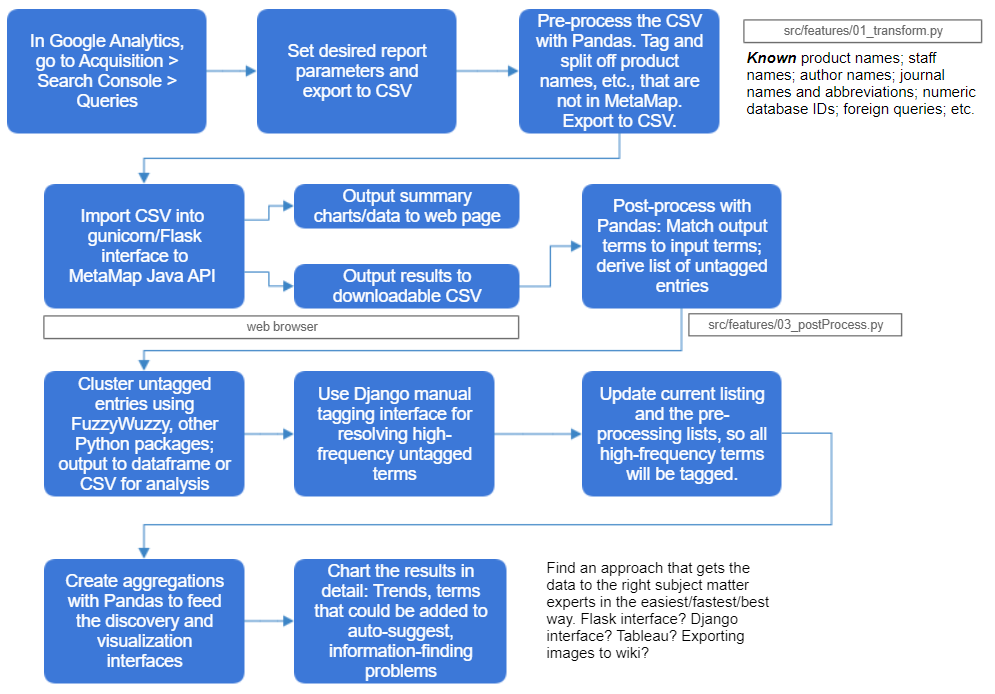 In Google Analytics,
go to Acquisition >
Search Console >
Queries
Set desired report
parameters and
export to CSV
Pre-process the CSV
with Pandas. Tag and
split off product
names, etc., that are
not in MetaMap.
Export to CSV.
src/features/01_transform.py
Known product names; staff
names; author names; journal
names and abbreviations; numeric
database IDs; foreign queries; etc.
Import CSV into
gunicorn/Flask
interface to
MetaMap Java API
Output summary
charts/data to web page
Output results to
downloadable CSV
Post-process with
Pandas: Match output
terms to input terms;
derive list of untagged
entries
web browser
src/features/03_postProcess.py
Cluster untagged
entries using
FuzzyWuzzy, other
Python packages;
output to dataframe or
CSV for analysis
Use Django manual
tagging interface for
resolving high-
frequency untagged
terms
Update current listing
and the pre-
processing lists, so all
high-frequency terms
will be tagged.
Create aggregations
with Pandas to feed
the discovery and
visualization
interfaces
Chart the results in
detail: Trends, terms
that could be added to
auto-suggest,
information-finding
problems
Find an approach that gets the
data to the right subject matter
experts in the easiest/fastest/best
way. Flask interface? Django
interface? Tableau? Exporting
images to wiki?